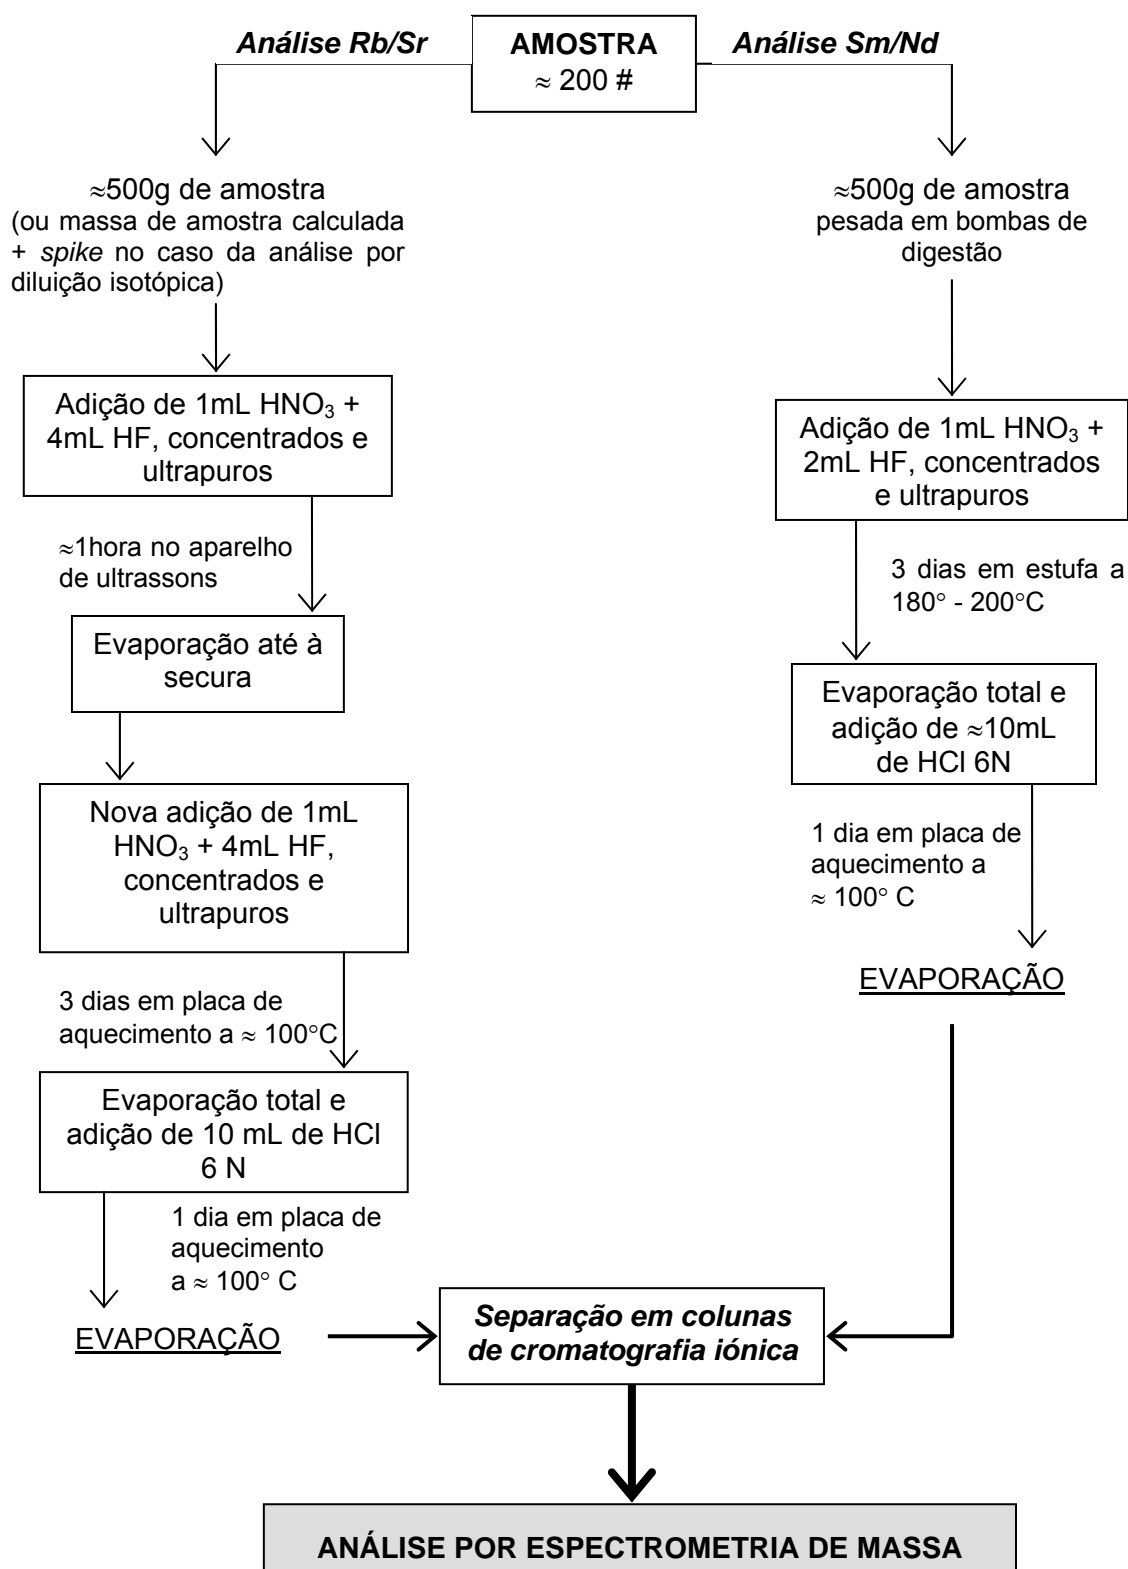 Análise Rb/Sr
AMOSTRA
≈ 200 #
Análise Sm/Nd
≈500g de amostra
(ou massa de amostra calculada
+ spike no caso da análise por
diluição isotópica)
Adição de 1mL HNO₃ +
4mL HF, concentrados e
ultrapuros
≈1hora no aparelho
de ultrassons
Evaporação até à
secura
Nova adição de 1mL
HNO₃ + 4mL HF,
concentrados e
ultrapuros
3 dias em placa de
aquecimento a ≈ 100°C
Evaporação total e
adição de 10 mL de HCl
6 N
1 dia em placa de
aquecimento
a ≈ 100° C
EVAPORAÇÃO
≈500g de amostra
pesada em bombas de
digestão
Adição de 1mL HNO₃ +
2mL HF, concentrados
e ultrapuros
3 dias em estufa a
180° - 200°C
Evaporação total e
adição de ≈10mL
de HCl 6N
1 dia em placa de
aquecimento a
≈ 100° C
EVAPORAÇÃO
Separação em colunas
de cromatografia iónica
ANÁLISE POR ESPECTROMETRIA DE MASSA